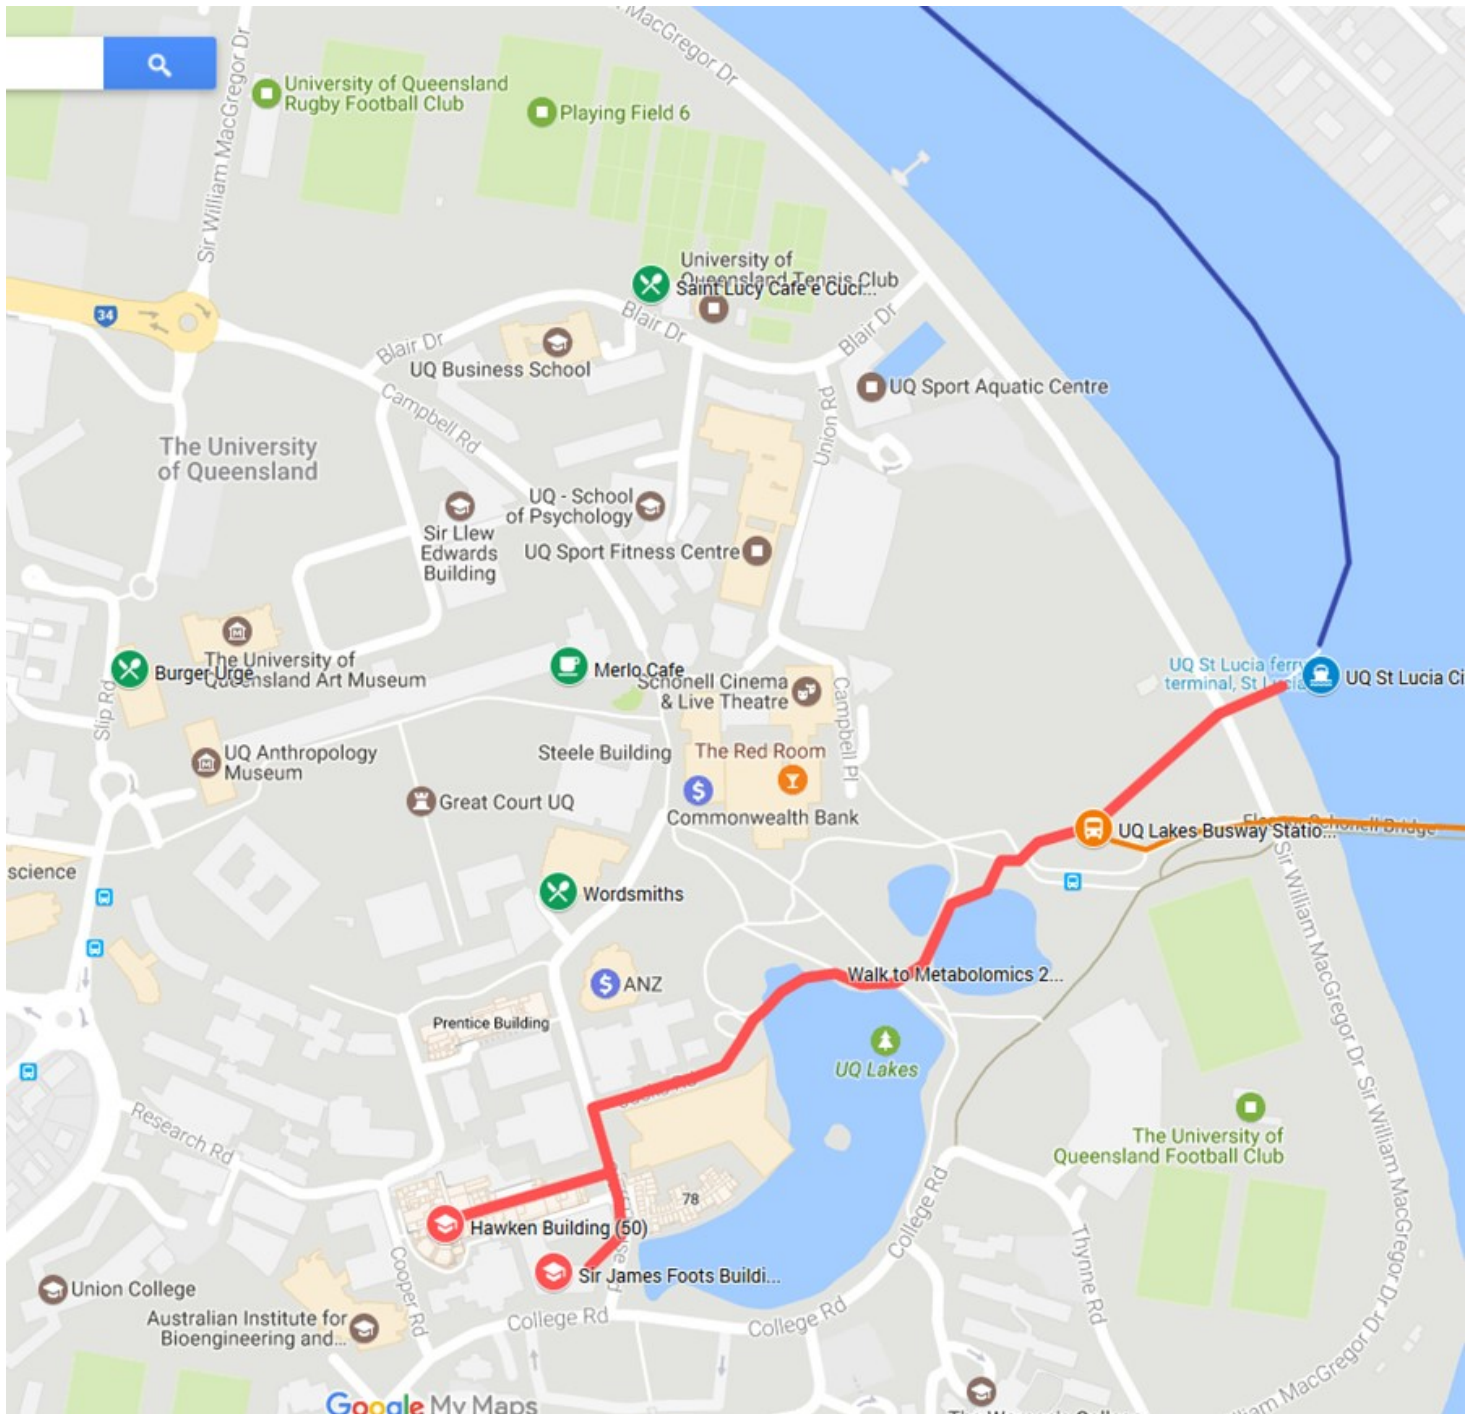 MacGregor Dr
Sir William MacGregor Dr
University of Queensland
Rugby Football Club
Playing Field 6
University of
Queensland Tennis Club
Saint Lucy Cafe e Cuci...
34
Blair Dr
Blair Dr
Blair Dr
UQ Business School
UQ Sport Aquatic Centre
Campbell Rd
Union Rd
The University
of Queensland
UQ - School
of Psychology
Sir Llew
Edwards
Building
UQ Sport Fitness Centre
The University of
Queensland Art Museum
Burger Urge
Merlo Cafe
Schonell Cinema
& Live Theatre
UQ St Lucia ferry
terminal, St Lucia
UQ St Lucia Ci
Slip Rd
Campbell Pl
UQ Anthropology
Museum
Steele Building
The Red Room
Great Court UQ
Commonwealth Bank
UQ Lakes Busway Statio...
Schonell Bridge
science
Wordsmiths
Sir William MacGregor Dr
ANZ
Walk to Metabolomics 2...
Prentice Building
UQ Lakes
Research Rd
The University of
Queensland Football Club
Sir William MacGregor Dr
78
Hawken Building (50)
College Rd
Thynne Rd
Cooper Rd
Sir James Foots Buildi...
Union College
Australian Institute for
Bioengineering and...
College Rd
College Rd
William MacGregor Dr
Google My Maps